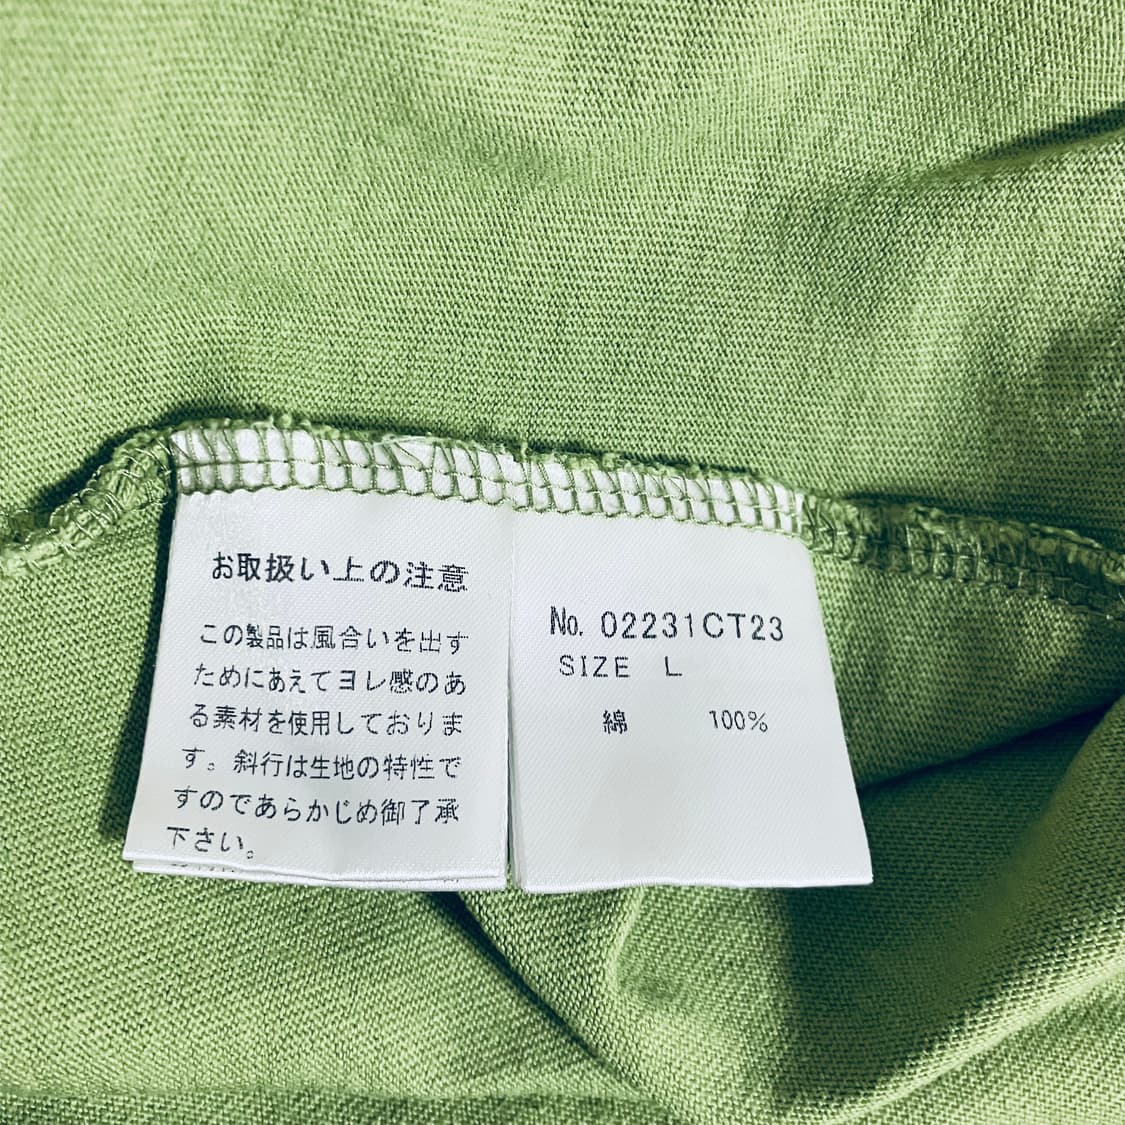 お取扱い上の注意
この製品は風合いを出す
ためにあえてヨレ感のあ
る素材を使用しておりま
す。斜行は生地の特性で
すのであらかじめ御了承
下さい。
No. 02231CT23
SIZE L
綿 100%